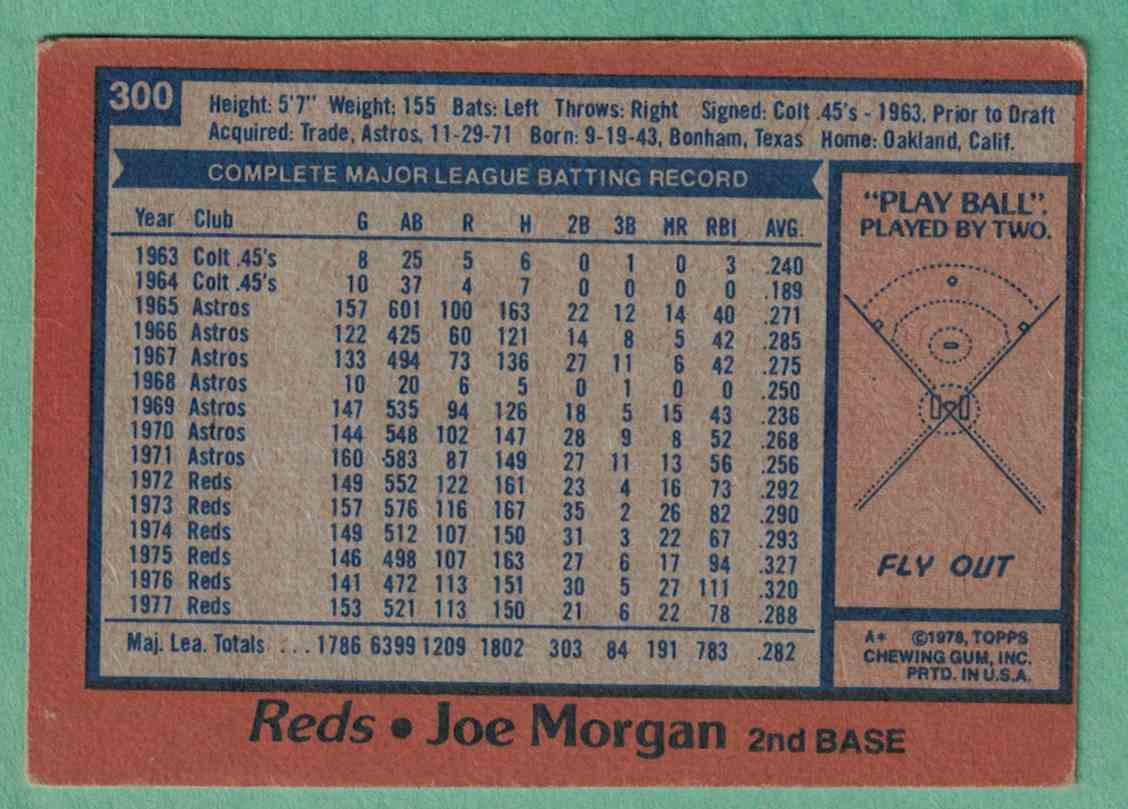 300
Height: 5'7" Weight: 155 Bats: Left Throws: Right Signed: Colt .45's - 1963. Prior to Draft
Acquired: Trade, Astros, 11-29-71 Born: 9-19-43, Bonham, Texas Home: Oakland, Calif.
COMPLETE MAJOR LEAGUE BATTING RECORD
Year Club G AB R H 2B 3B HR RBI AVG.
1963 Colt .45's 8 25 5 6 0 1 0 3 .240
1964 Colt .45's 10 37 4 7 0 0 0 0 .189
1965 Astros 157 601 100 163 22 12 14 40 .271
1966 Astros 122 425 60 121 14 8 5 42 .285
1967 Astros 133 494 73 136 27 11 6 42 .275
1968 Astros 10 20 6 5 0 1 0 0 .250
1969 Astros 147 535 94 126 18 5 15 43 .236
1970 Astros 144 548 102 147 28 9 8 52 .268
1971 Astros 160 583 87 149 27 11 13 56 .256
1972 Reds 149 552 122 161 23 4 16 73 .292
1973 Reds 157 576 116 167 35 2 26 82 .290
1974 Reds 149 512 107 150 31 3 22 67 .293
1975 Reds 146 498 107 163 27 6 17 94 .327
1976 Reds 141 472 113 151 30 5 27 111 .320
1977 Reds 153 521 113 150 21 6 22 78 .288
Maj. Lea. Totals ... 1786 6399 1209 1802 303 84 191 783 .282
"PLAY BALL".
PLAYED BY TWO.
FLY OUT
A* ©1978, TOPPS
CHEWING GUM, INC.
PRTD. IN U.S.A.
Reds • Joe Morgan 2nd BASE